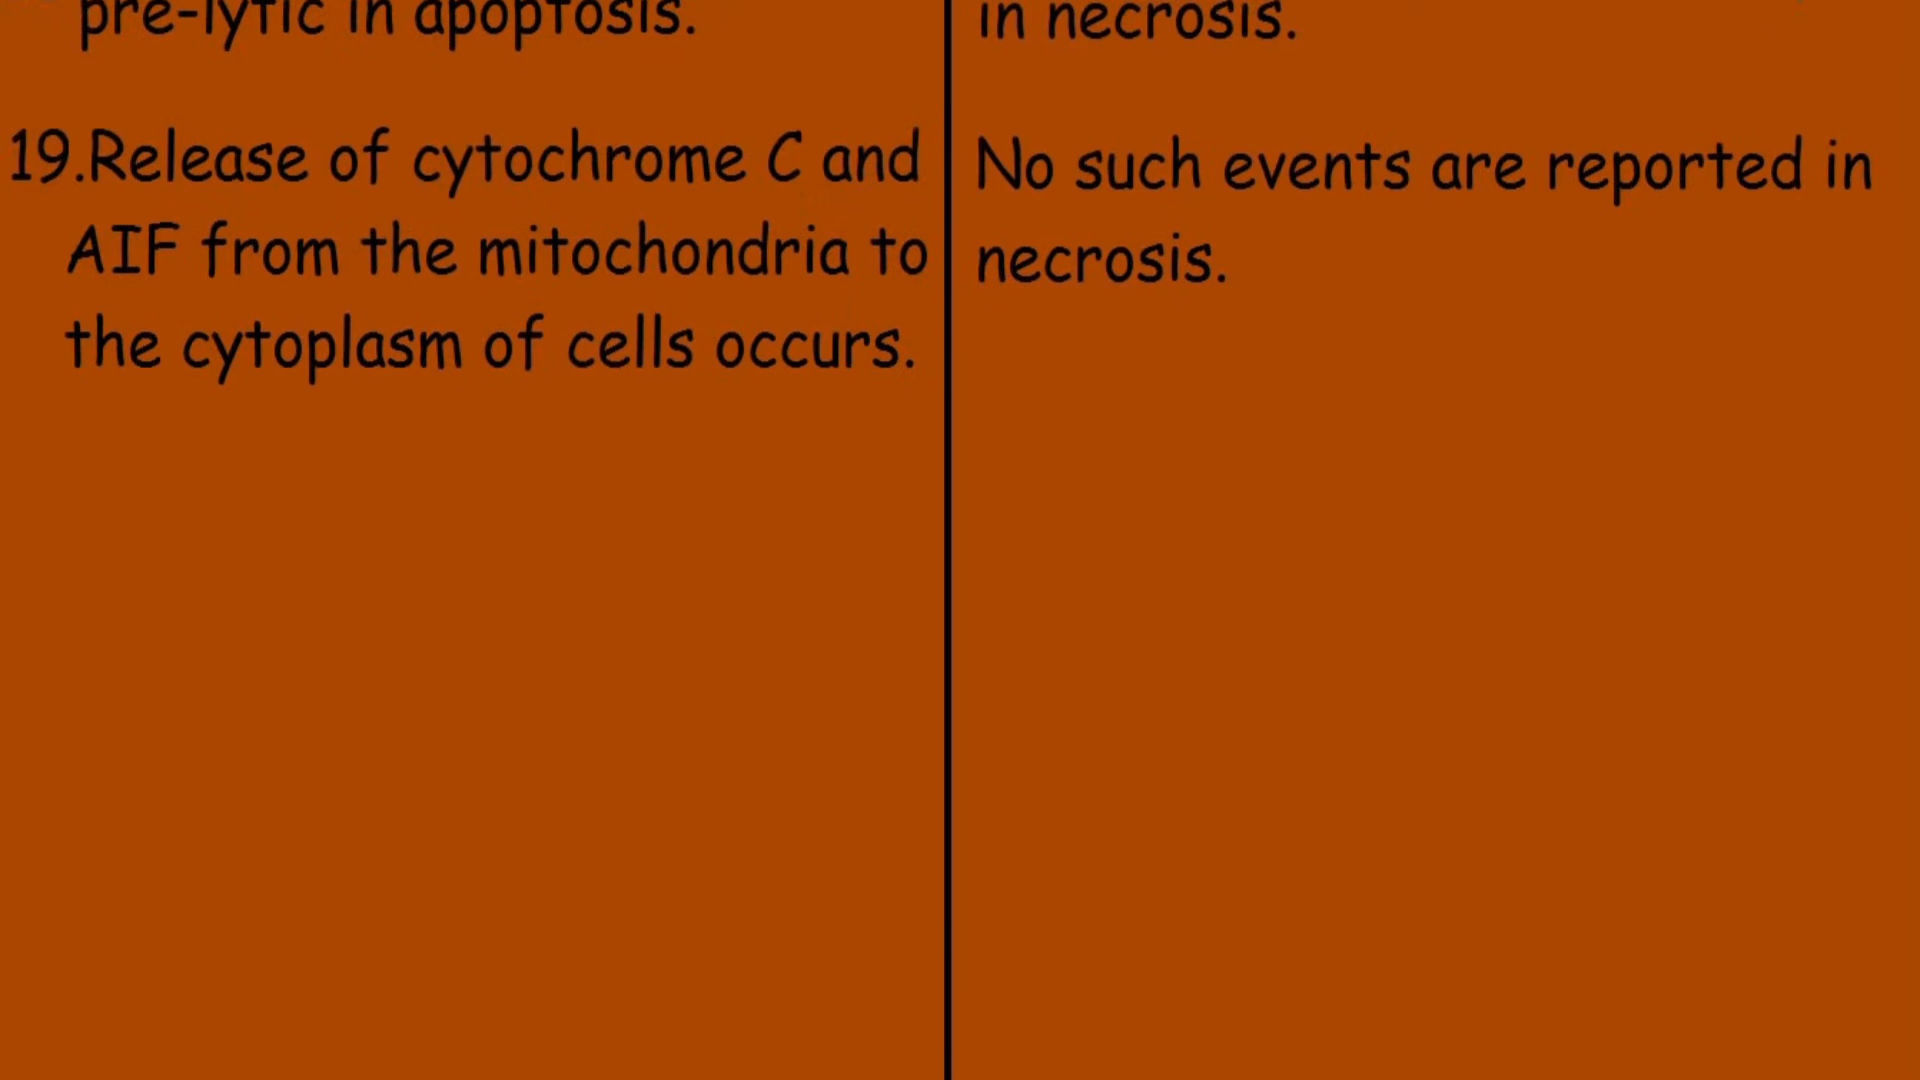 pre-lytic in apoptosis.
19.Release of cytochrome C and
AIF from the mitochondria to
the cytoplasm of cells occurs.
in necrosis.
No such events are reported in
necrosis.